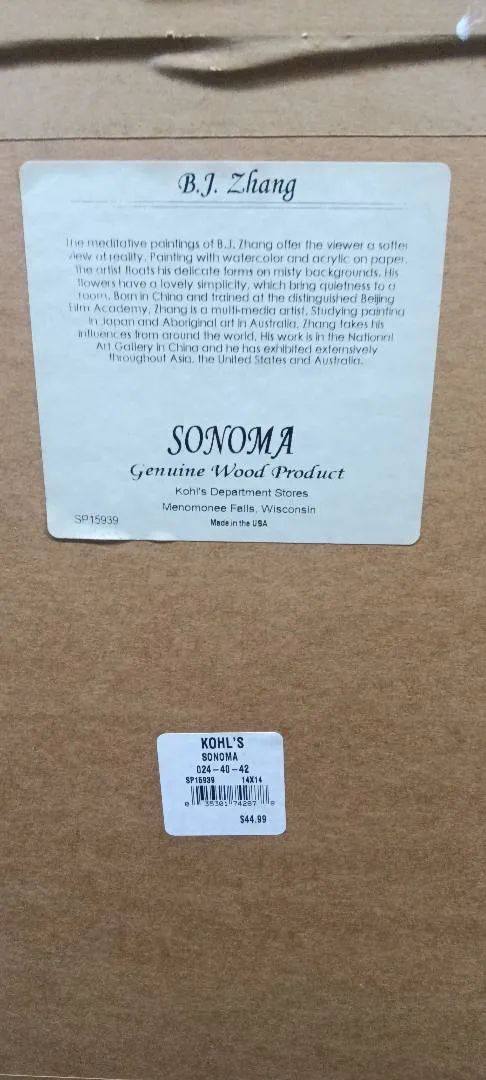 B.J. Zhang
The meditative paintings of B.J. Zhang offer the viewer a softer
view of reality. Painting with watercolor and acrylic on paper,
the artist floats his delicate forms on misty backgrounds. His
flowers have a lovely simplicity, which bring quietness to a
room. Born in China and trained at the distinguished Beijing
Film Academy, Zhang is a multi-media artist. Studying painting
in Japan and Aboriginal art in Australia, Zhang takes his
influences from around the world. His work is in the National
Art Gallery in China and he has exhibited extensively
throughout Asia, the United States and Australia.
SONOMA
Genuine Wood Product
Kohl's Department Stores
Menomonee Falls, Wisconsin
SP15939 Made in the USA
KOHL'S
SONOMA
024-40-42
SP15939 14X14
$44.99